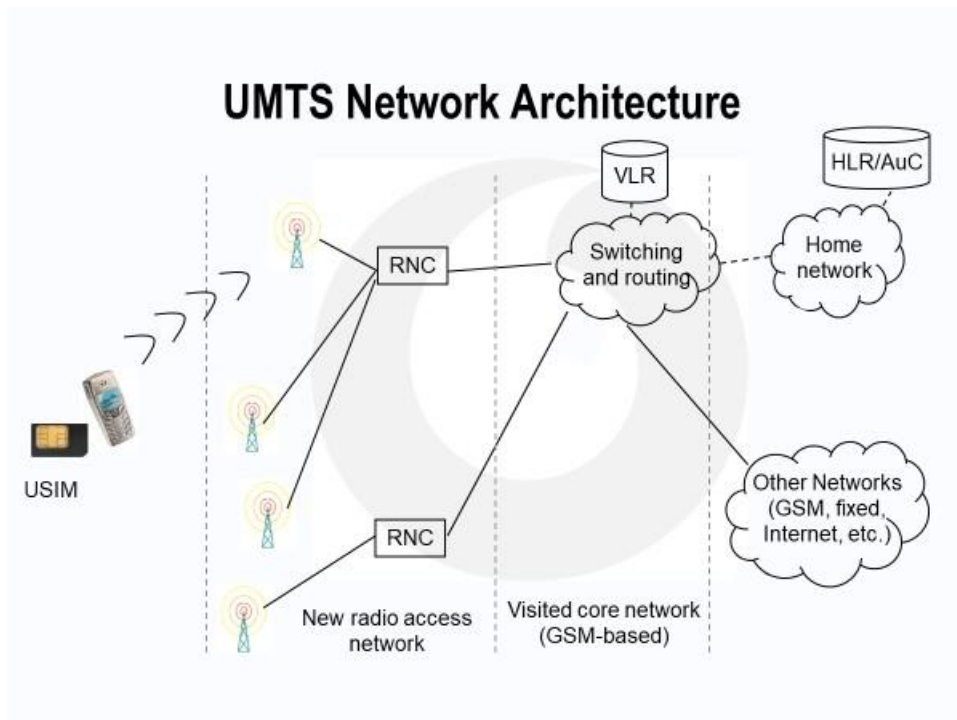 UMTS Network Architecture
VLR
HLR/AuC
RNC
Switching
and routing
Home
network
USIM
Other Networks
(GSM, fixed,
Internet, etc.)
RNC
New radio access
network
Visited core network
(GSM-based)